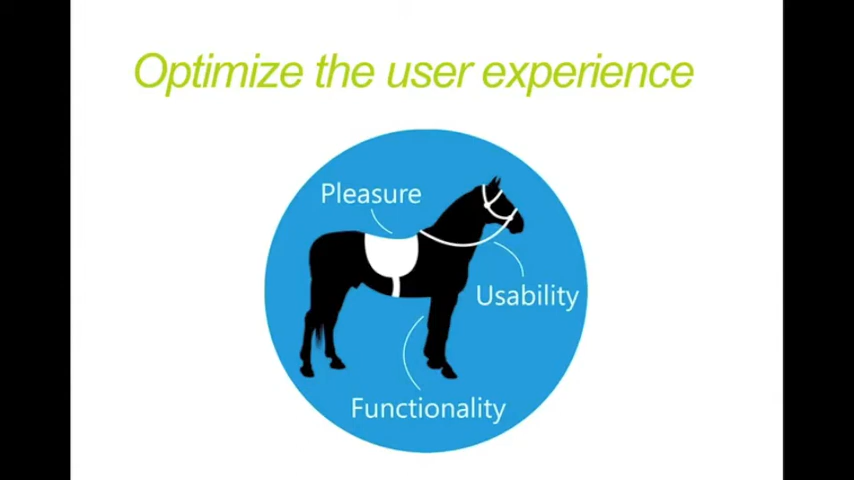 Optimize the user experience
Pleasure
Usability
Functionality